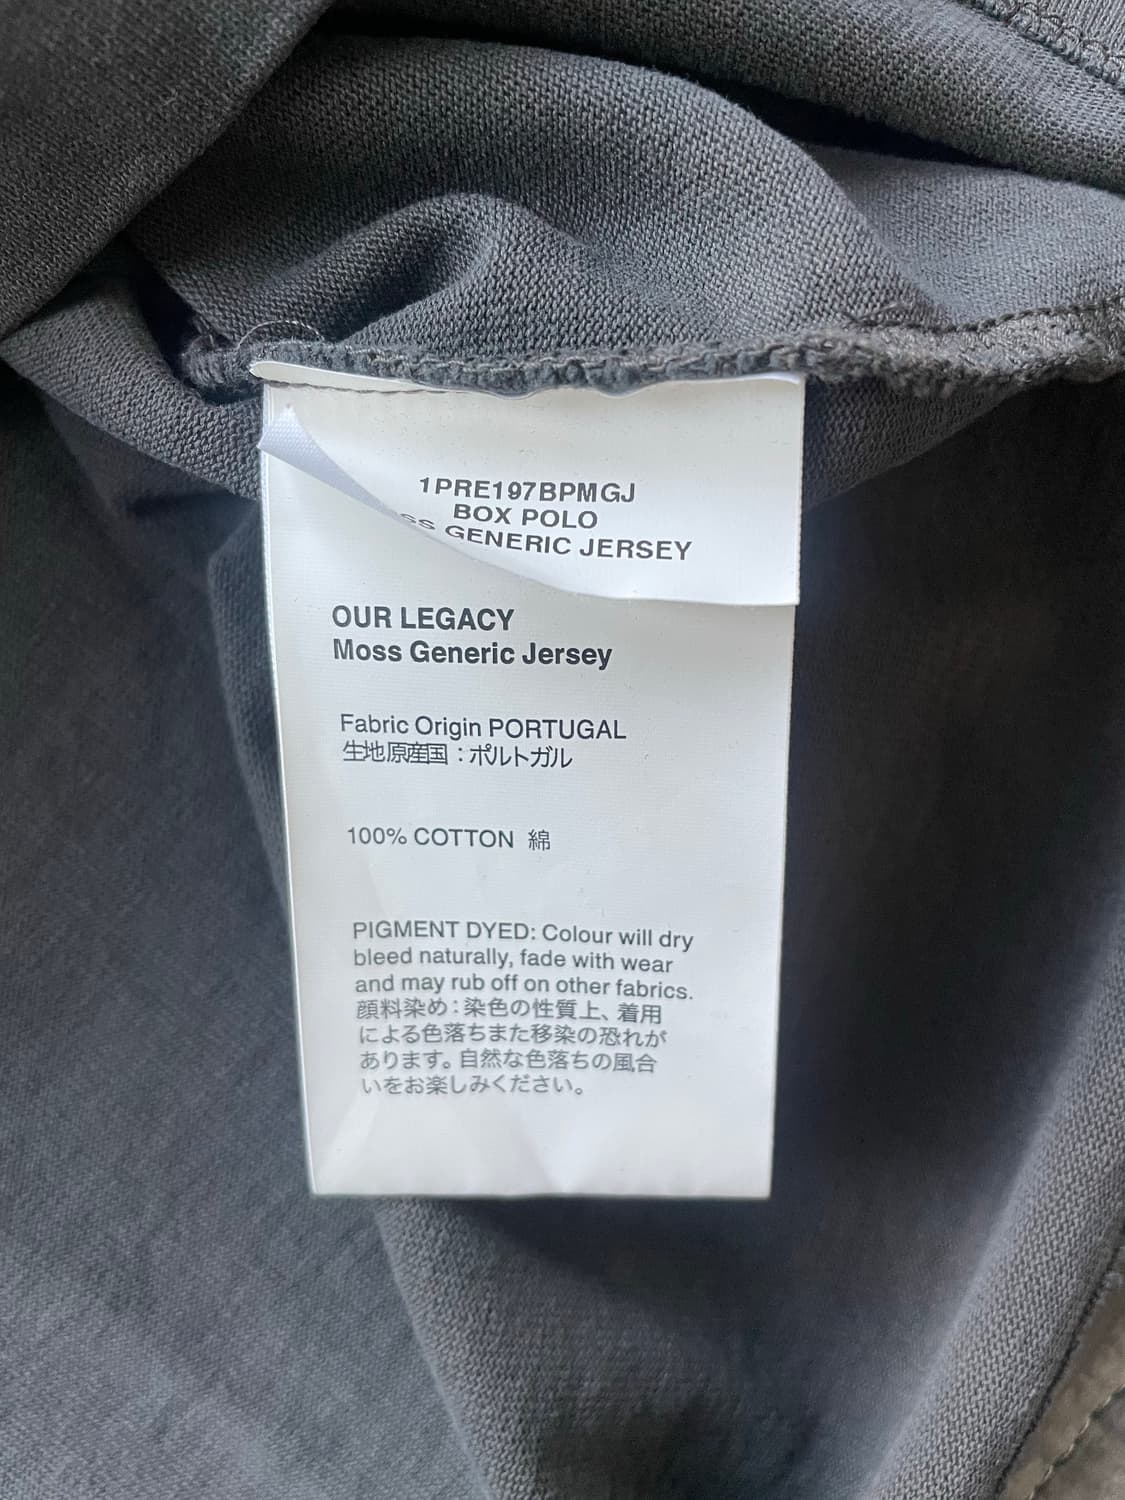 1PRE197BPMGJ
BOX POLO
GENERIC JERSEY
OUR LEGACY
Moss Generic Jersey
Fabric Origin PORTUGAL
生地原産国：ポルトガル
100% COTTON 綿
PIGMENT DYED: Colour will dry
bleed naturally, fade with wear
and may rub off on other fabrics.
顔料染め：染色の性質上、着用
による色落ちまた移染の恐れが
あります。自然な色落ちの風合
いをお楽しみください。